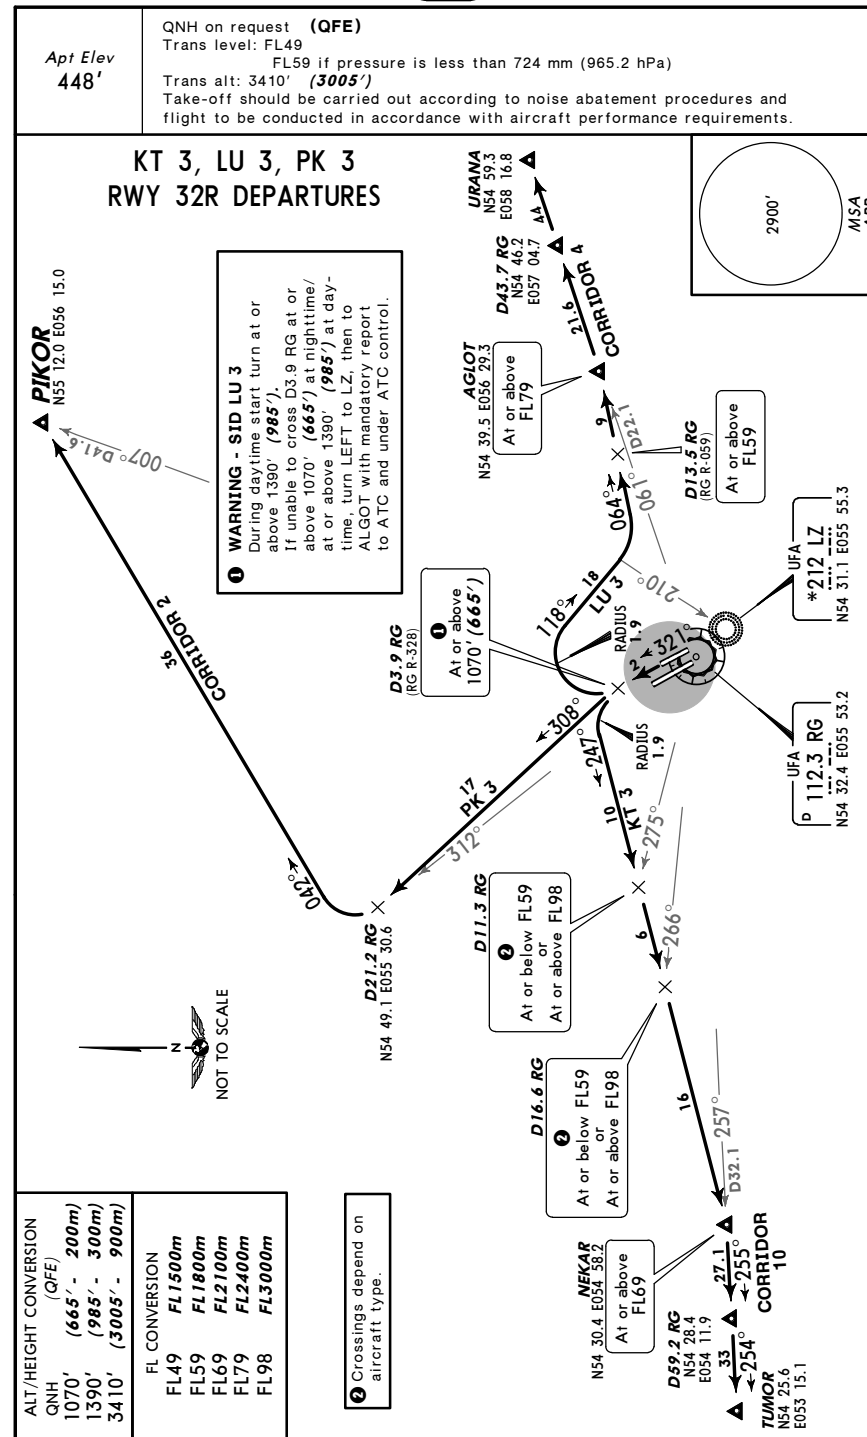 Apt Elev
448'
QNH on request (QFE)
Trans level: FL49
FL59 if pressure is less than 724 mm (965.2 hPa)
Trans alt: 3410' (3005')
Take-off should be carried out according to noise abatement procedures and
flight to be conducted in accordance with aircraft performance requirements.
KT 3, LU 3, PK 3
RWY 32R DEPARTURES
2900'
MSA
URANA
N54 59.3
E058 16.8
44
D43.7 RG
N54 46.2
E057 04.7
21.6
CORRIDOR 4
AGLOT
N54 39.5 E056 29.3
At or above
FL79
9
D22.1
061°
D13.5 RG
(RG R-059)
At or above
FL59
064°
PIKOR
N55 12.0 E056 15.0
007° D41.6
1 WARNING - SID LU 3
During daytime start turn at or
above 1390' (985').
If unable to cross D3.9 RG at or
above 1070' (665') at nighttime/
at or above 1390' (985') at day-
time, turn LEFT to LZ, then to
ALGOT with mandatory report
to ATC and under ATC control.
CORRIDOR 2
36
042°
118°
18
LU 3
210°
RADIUS
1.9
D3.9 RG
(RG R-328)
1
At or above
1070' (665')
321°
2
UFA
*212 LZ
N54 31.1 E055 55.3
UFA
D 112.3 RG
N54 32.4 E055 53.2
308°
17
PK 3
312°
247°
RADIUS
1.9
10
KT 3
275°
D21.2 RG
N54 49.1 E055 30.6
D11.3 RG
2
At or below FL59
or
At or above FL98
6
266°
N
NOT TO SCALE
D16.6 RG
2
At or below FL59
or
At or above FL98
16
257°
D32.1
NEKAR
N54 30.4 E054 58.2
At or above
FL69
27.1
255°
CORRIDOR
10
D59.2 RG
N54 28.4
E054 11.9
33
254°
TUMOR
N54 25.6
E053 15.1
2 Crossings depend on
aircraft type.
ALT/HEIGHT CONVERSION
QNH (QFE)
1070' (665' - 200m)
1390' (985' - 300m)
3410' (3005' - 900m)
FL CONVERSION
FL49 FL1500m
FL59 FL1800m
FL69 FL2100m
FL79 FL2400m
FL98 FL3000m